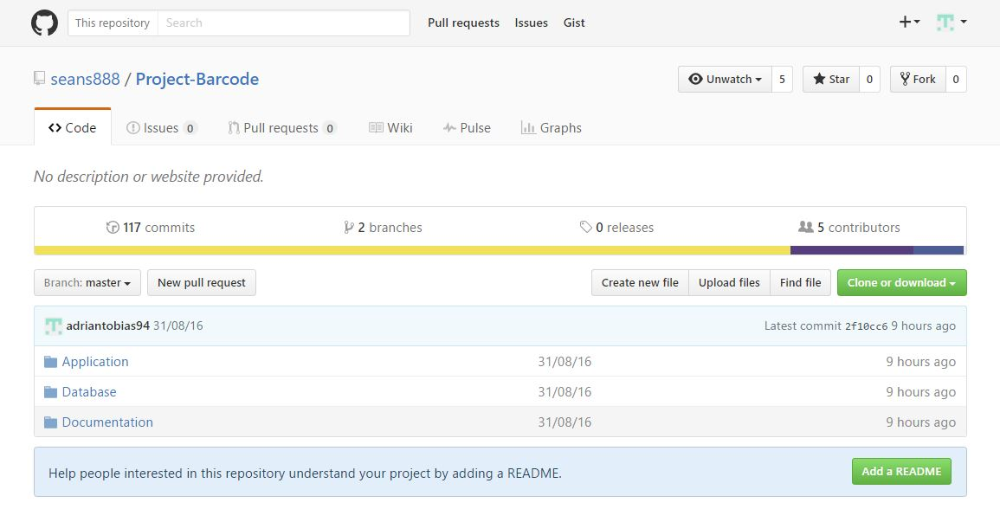 This repository Search Pull requests Issues Gist
seans888 / Project-Barcode Unwatch 5 Star 0 Fork 0
Code Issues 0 Pull requests 0 Wiki Pulse Graphs
No description or website provided.
117 commits 2 branches 0 releases 5 contributors
Branch: master New pull request Create new file Upload files Find file Clone or download
adriantobias94 31/08/16 Latest commit 2f10cc6 9 hours ago
Application 31/08/16 9 hours ago
Database 31/08/16 9 hours ago
Documentation 31/08/16 9 hours ago
Help people interested in this repository understand your project by adding a README. Add a README